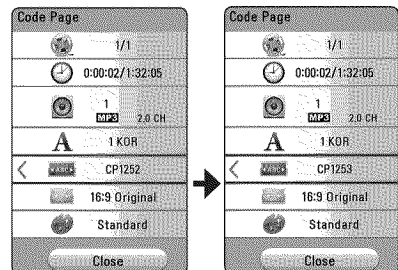 Code Page
1/1
0:00:02/1:32:05
1
MP3 2.0 CH
A 1 KOR
ABC CP1252
16:9 Original
Standard
Close
Code Page
1/1
0:00:02/1:32:05
1
MP3 2.0 CH
A 1 KOR
ABC CP1253
16:9 Original
Standard
Close